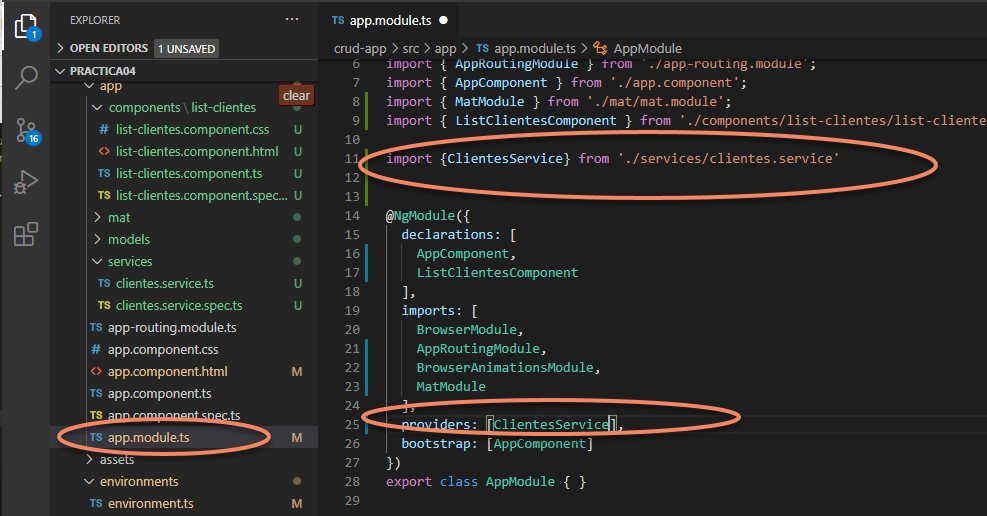 EXPLORER
···
OPEN EDITORS 1 UNSAVED
PRACTICA04
app
clear
components \ list-clientes
# list-clientes.component.css U
<> list-clientes.component.html U
TS list-clientes.component.ts U
TS list-clientes.component.spec... U
mat
models
services
TS clientes.service.ts U
TS clientes.service.spec.ts U
TS app-routing.module.ts
# app.component.css
<> app.component.html M
TS app.component.ts
TS app.component.spec.ts
TS app.module.ts M
assets
environments
TS environment.ts M
1
16
TS app.module.ts ●
crud-app > src > app > TS app.module.ts > AppModule
6 import { AppRoutingModule } from './app-routing.module';
7 import { AppComponent } from './app.component';
8 import { MatModule } from './mat/mat.module';
9 import { ListClientesComponent } from './components/list-clientes/list-cliente
10
11 import {ClientesService} from './services/clientes.service'
12
13
14 @NgModule({
15 declarations: [
16 AppComponent,
17 ListClientesComponent
18 ],
19 imports: [
20 BrowserModule,
21 AppRoutingModule,
22 BrowserAnimationsModule,
23 MatModule
24 ],
25 providers: [ClientesService],
26 bootstrap: [AppComponent]
27 })
28 export class AppModule { }
29